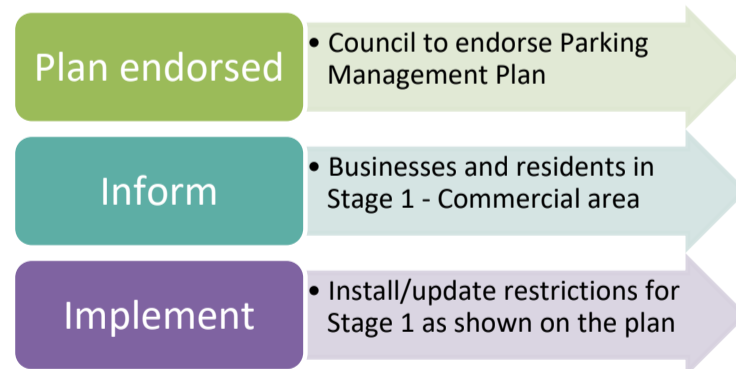 Plan endorsed
• Council to endorse Parking
Management Plan
Inform
• Businesses and residents in
Stage 1 - Commercial area
Implement
• Install/update restrictions for
Stage 1 as shown on the plan